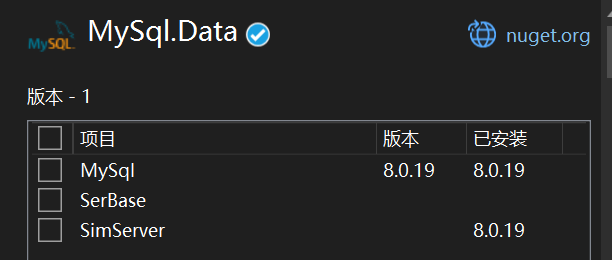 MySQL
MySql.Data
nuget.org
版本 - 1
项目 版本 已安装
MySql 8.0.19 8.0.19
SerBase
SimServer 8.0.19